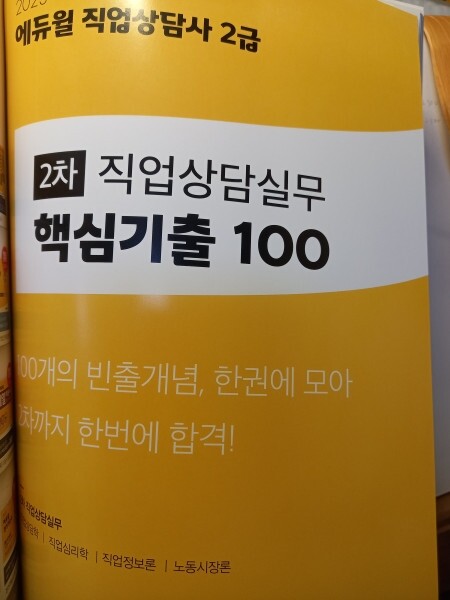 에듀윌 직업상담사 2급
2차 직업상담실무
핵심기출 100
100개의 빈출개념, 한권에 모아
2차까지 한번에 합격!
직업상담실무
직업심리학 | 직업정보론 | 노동시장론